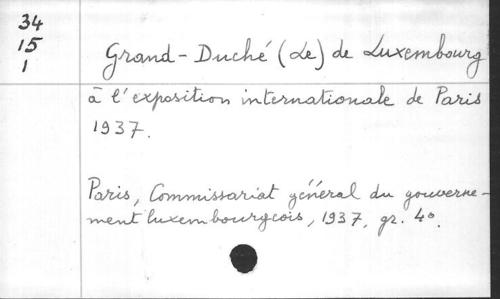 34
15
1
Grand-Duché (Le) de Luxembourg
à l'exposition internationale de Paris
1937.
Paris, Commissariat général du gouverne-
ment luxembourgeois, 1937, gr. 4°.